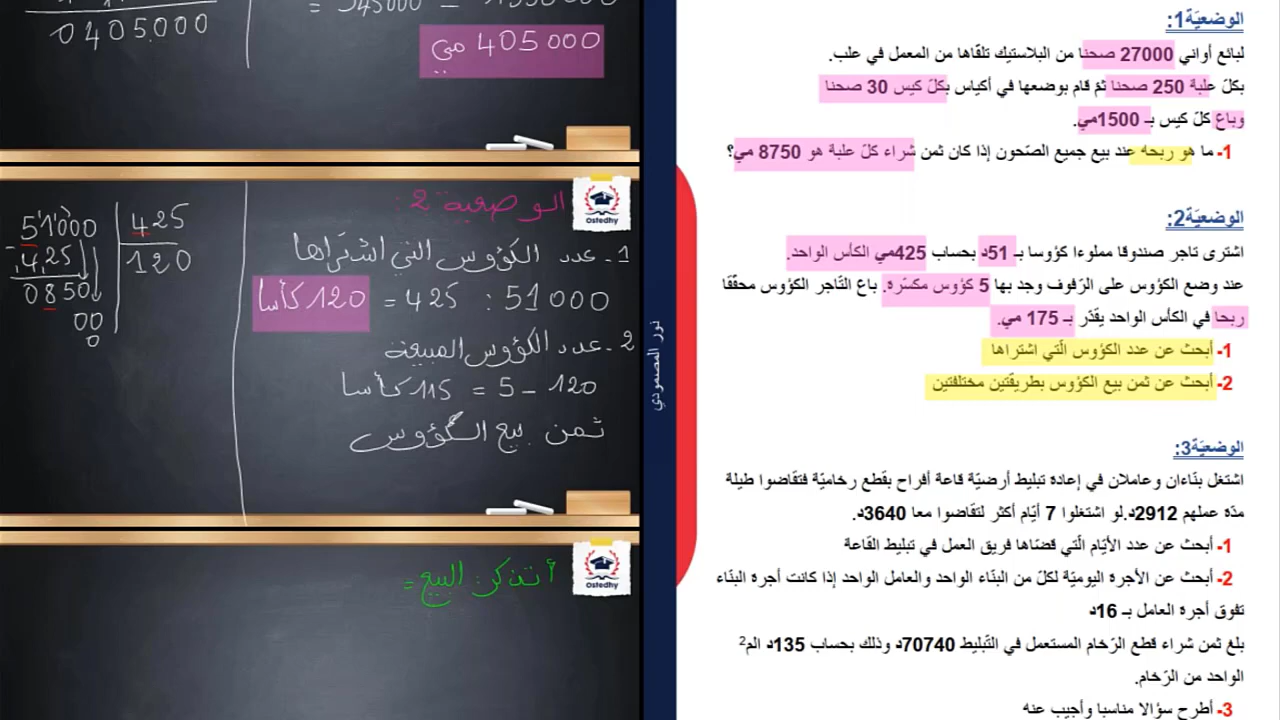 الوضعيّة1:
لبائع أواني 27000 صحنا من البلاستيك تلقّاها من المعمل في علب.
بكلّ علبة 250 صحنا ثمّ قام بوضعها في أكياس بكلّ كيس 30 صحنا
وباع كلّ كيس بـ 1500مي.
1- ما هو ربحه عند بيع جميع الصّحون إذا كان ثمن شراء كلّ علبة هو 8750 مي؟
الوضعيّة2:
اشترى تاجر صندوقا مملوءا كؤوسا بـ 51د بحساب 425مي الكأس الواحد.
عند وضع الكؤوس على الرّفوف وجد بها 5 كؤوس مكسّرة. باع التّاجر الكؤوس محقّقا
ربحا في الكأس الواحد يقدّر بـ 175 مي.
1- أبحث عن عدد الكؤوس الّتي اشتراها
2- أبحث عن ثمن بيع الكؤوس بطريقتين مختلفتين
الوضعيّة3:
اشتغل بنّاءان وعاملان في إعادة تبليط أرضيّة قاعة أفراح بقطع رخاميّة فتقاضوا طيلة
مدّة عملهم 2912د.لو اشتغلوا 7 أيّام أكثر لتقاضوا معا 3640د.
1- أبحث عن عدد الأيّام الّتي قضّاها فريق العمل في تبليط القّاعة
2- أبحث عن الأجرة اليوميّة لكلّ من البنّاء الواحد والعامل الواحد إذا كانت أجرة البنّاء
تفوق أجرة العامل بـ 16د
بلغ ثمن شراء قطع الرّخام المستعمل في التّبليط 70740د وذلك بحساب 135د الم²
الواحد من الرّخام.
3- أطرح سؤالا مناسبا وأجيب عنه
نور المصمودي
0405.000
405 000 مي
Ostedhy
الوضعية 2:
1. عدد الكؤوس التي اشتراها
51000 : 425 = 120 كأسا
2. عدد الكؤوس المبيعة
120 - 5 = 115 كأسا
ثمن بيع الكؤوس
51000 425
425 120
0850
00
0
Ostedhy
أتذكر: البيع =